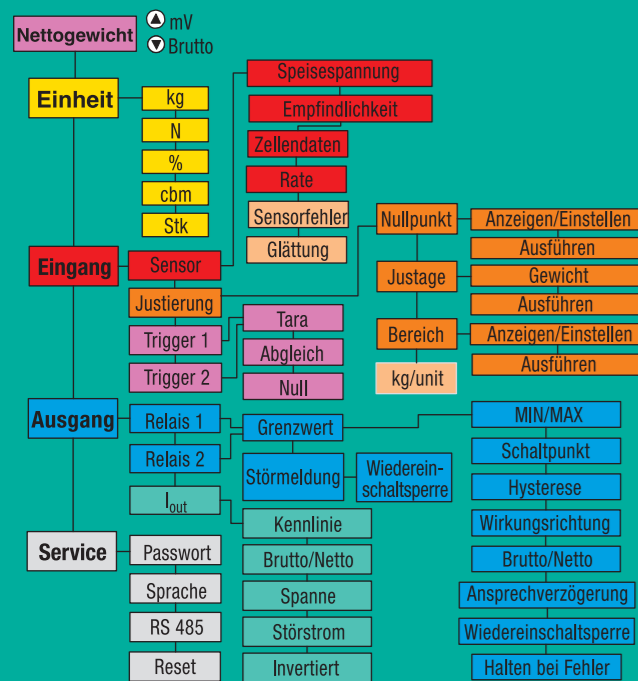 Nettogewicht
mV
Brutto
Einheit
kg
N
%
cbm
Stk
Speisespannung
Empfindlichkeit
Zellendaten
Rate
Sensorfehler
Glättung
Eingang
Sensor
Justierung
Trigger 1
Trigger 2
Tara
Abgleich
Null
Nullpunkt
Anzeigen/Einstellen
Ausführen
Justage
Gewicht
Ausführen
Bereich
Anzeigen/Einstellen
Ausführen
kg/unit
Ausgang
Relais 1
Relais 2
Iout
Grenzwert
Störmeldung
Wiederein-
schaltsperre
MIN/MAX
Schaltpunkt
Hysterese
Wirkungsrichtung
Brutto/Netto
Ansprechverzögerung
Wiedereinschaltsperre
Halten bei Fehler
Kennlinie
Brutto/Netto
Spanne
Störstrom
Invertiert
Service
Passwort
Sprache
RS 485
Reset